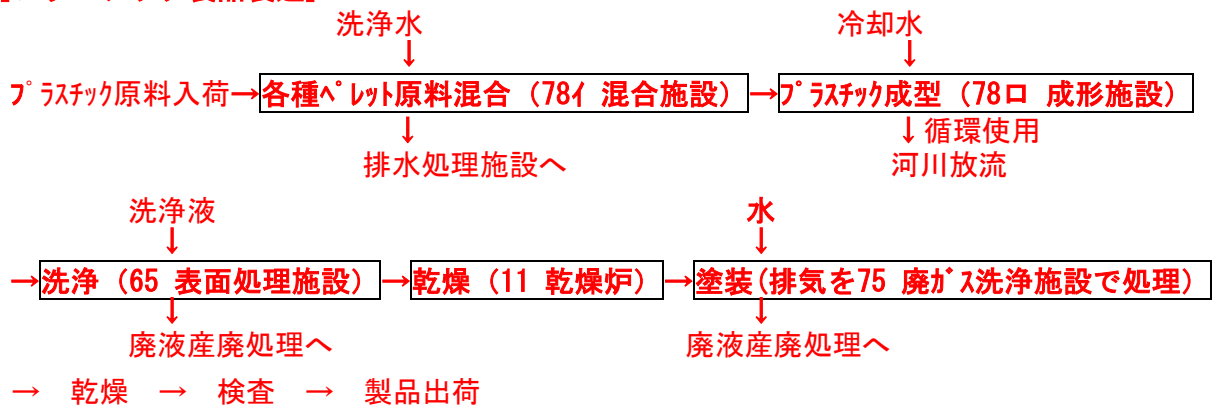 洗浄水　冷却水
↓　↓
ﾌﾟﾗｽﾁｯｸ原料入荷→各種ﾍﾟﾚｯﾄ原料混合（78ｲ 混合施設）→ﾌﾟﾗｽﾁｯｸ成型（78ロ 成形施設）
↓　↓循環使用
排水処理施設へ　河川放流
洗浄液　水
↓　↓
→洗浄（65 表面処理施設）→乾燥（11 乾燥炉）→塗装(排気を75 廃ｶﾞｽ洗浄施設で処理)
↓　↓
廃液産廃処理へ　廃液産廃処理へ
→　乾燥　→　検査　→　製品出荷